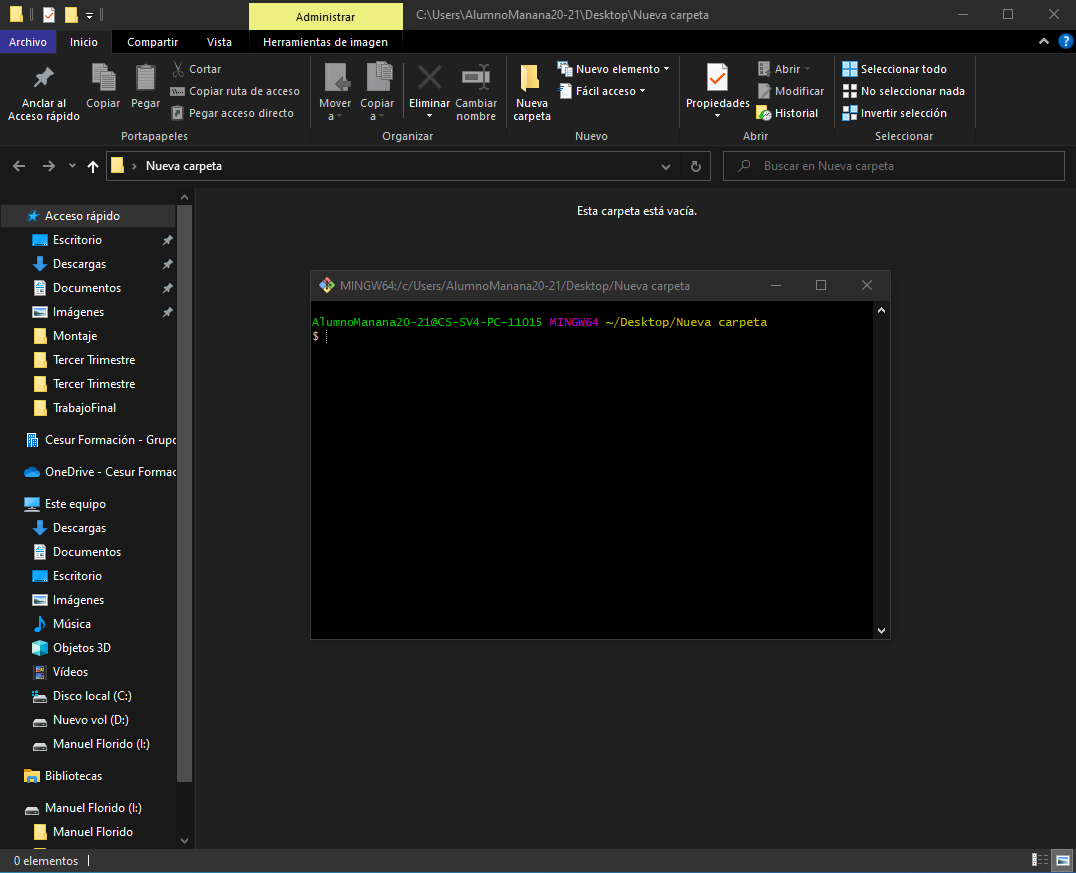 Administrar
C:\Users\AlumnoManana20-21\Desktop\Nueva carpeta
Archivo Inicio Compartir Vista Herramientas de imagen
Anclar al Acceso rápido
Copiar
Pegar
Cortar
Copiar ruta de acceso
Pegar acceso directo
Portapapeles
Mover a
Copiar a
Eliminar
Cambiar nombre
Organizar
Nueva carpeta
Nuevo elemento
Fácil acceso
Nuevo
Propiedades
Abrir
Modificar
Historial
Abrir
Seleccionar todo
No seleccionar nada
Invertir selección
Seleccionar
Nueva carpeta
Buscar en Nueva carpeta
Acceso rápido
Escritorio
Descargas
Documentos
Imágenes
Montaje
Tercer Trimestre
Tercer Trimestre
TrabajoFinal
Cesur Formación - Grupo
OneDrive - Cesur Formac
Este equipo
Descargas
Documentos
Escritorio
Imágenes
Música
Objetos 3D
Vídeos
Disco local (C:)
Nuevo vol (D:)
Manuel Florido (I:)
Bibliotecas
Manuel Florido (I:)
Manuel Florido
Esta carpeta está vacía.
MINGW64:/c/Users/AlumnoManana20-21/Desktop/Nueva carpeta
AlumnoManana20-21@CS-SV4-PC-11015 MINGW64 ~/Desktop/Nueva carpeta
$
0 elementos